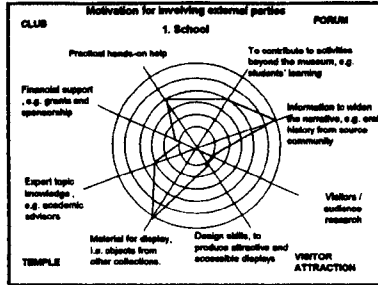 Motivation for involving external parties
CLUB
FORUM
1. School
Practical hands-on help
To contribute to activities
beyond the museum, e.g.
students' learning
Financial support
, e.g. grants and
sponsorship
Information to widen
the narrative, e.g. oral
history from source
community
Expert topic
knowledge ,
e.g. academic
advisors
Visitors /
audience
research
Material for display,
i.e. objects from
other collections.
Design skills, to
produce attractive and
accessible displays
TEMPLE
VISITOR
ATTRACTION